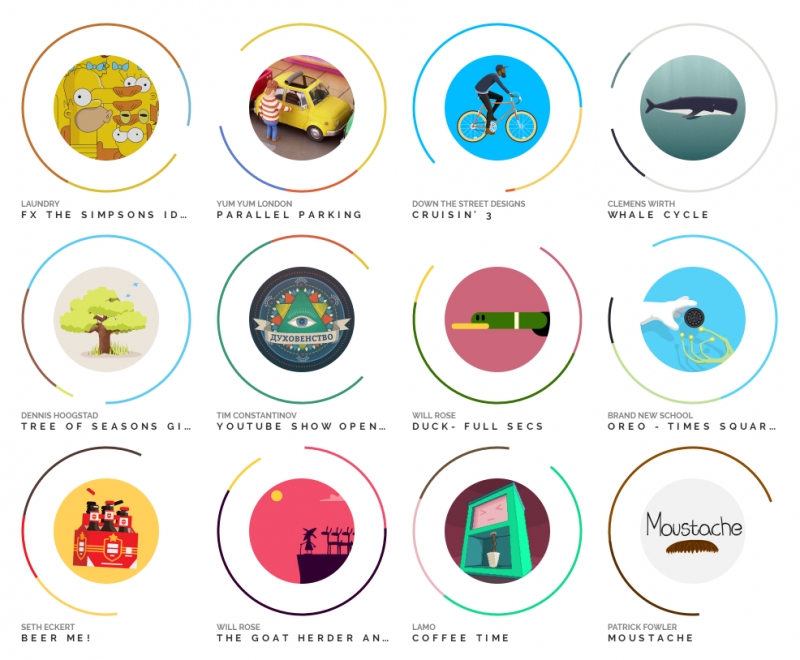 LAUNDRY
FX THE SIMPSONS ID…
YUM YUM LONDON
PARALLEL PARKING
DOWN THE STREET DESIGNS
CRUISIN' 3
CLEMENS WIRTH
WHALE CYCLE
ДУХОВЕНСТВО
DENNIS HOOGSTAD
TREE OF SEASONS GI…
TIM CONSTANTINOV
YOUTUBE SHOW OPEN…
WILL ROSE
DUCK- FULL SECS
BRAND NEW SCHOOL
OREO - TIMES SQUAR…
Moustache
SETH ECKERT
BEER ME!
WILL ROSE
THE GOAT HERDER AN…
LAMO
COFFEE TIME
PATRICK FOWLER
MOUSTACHE